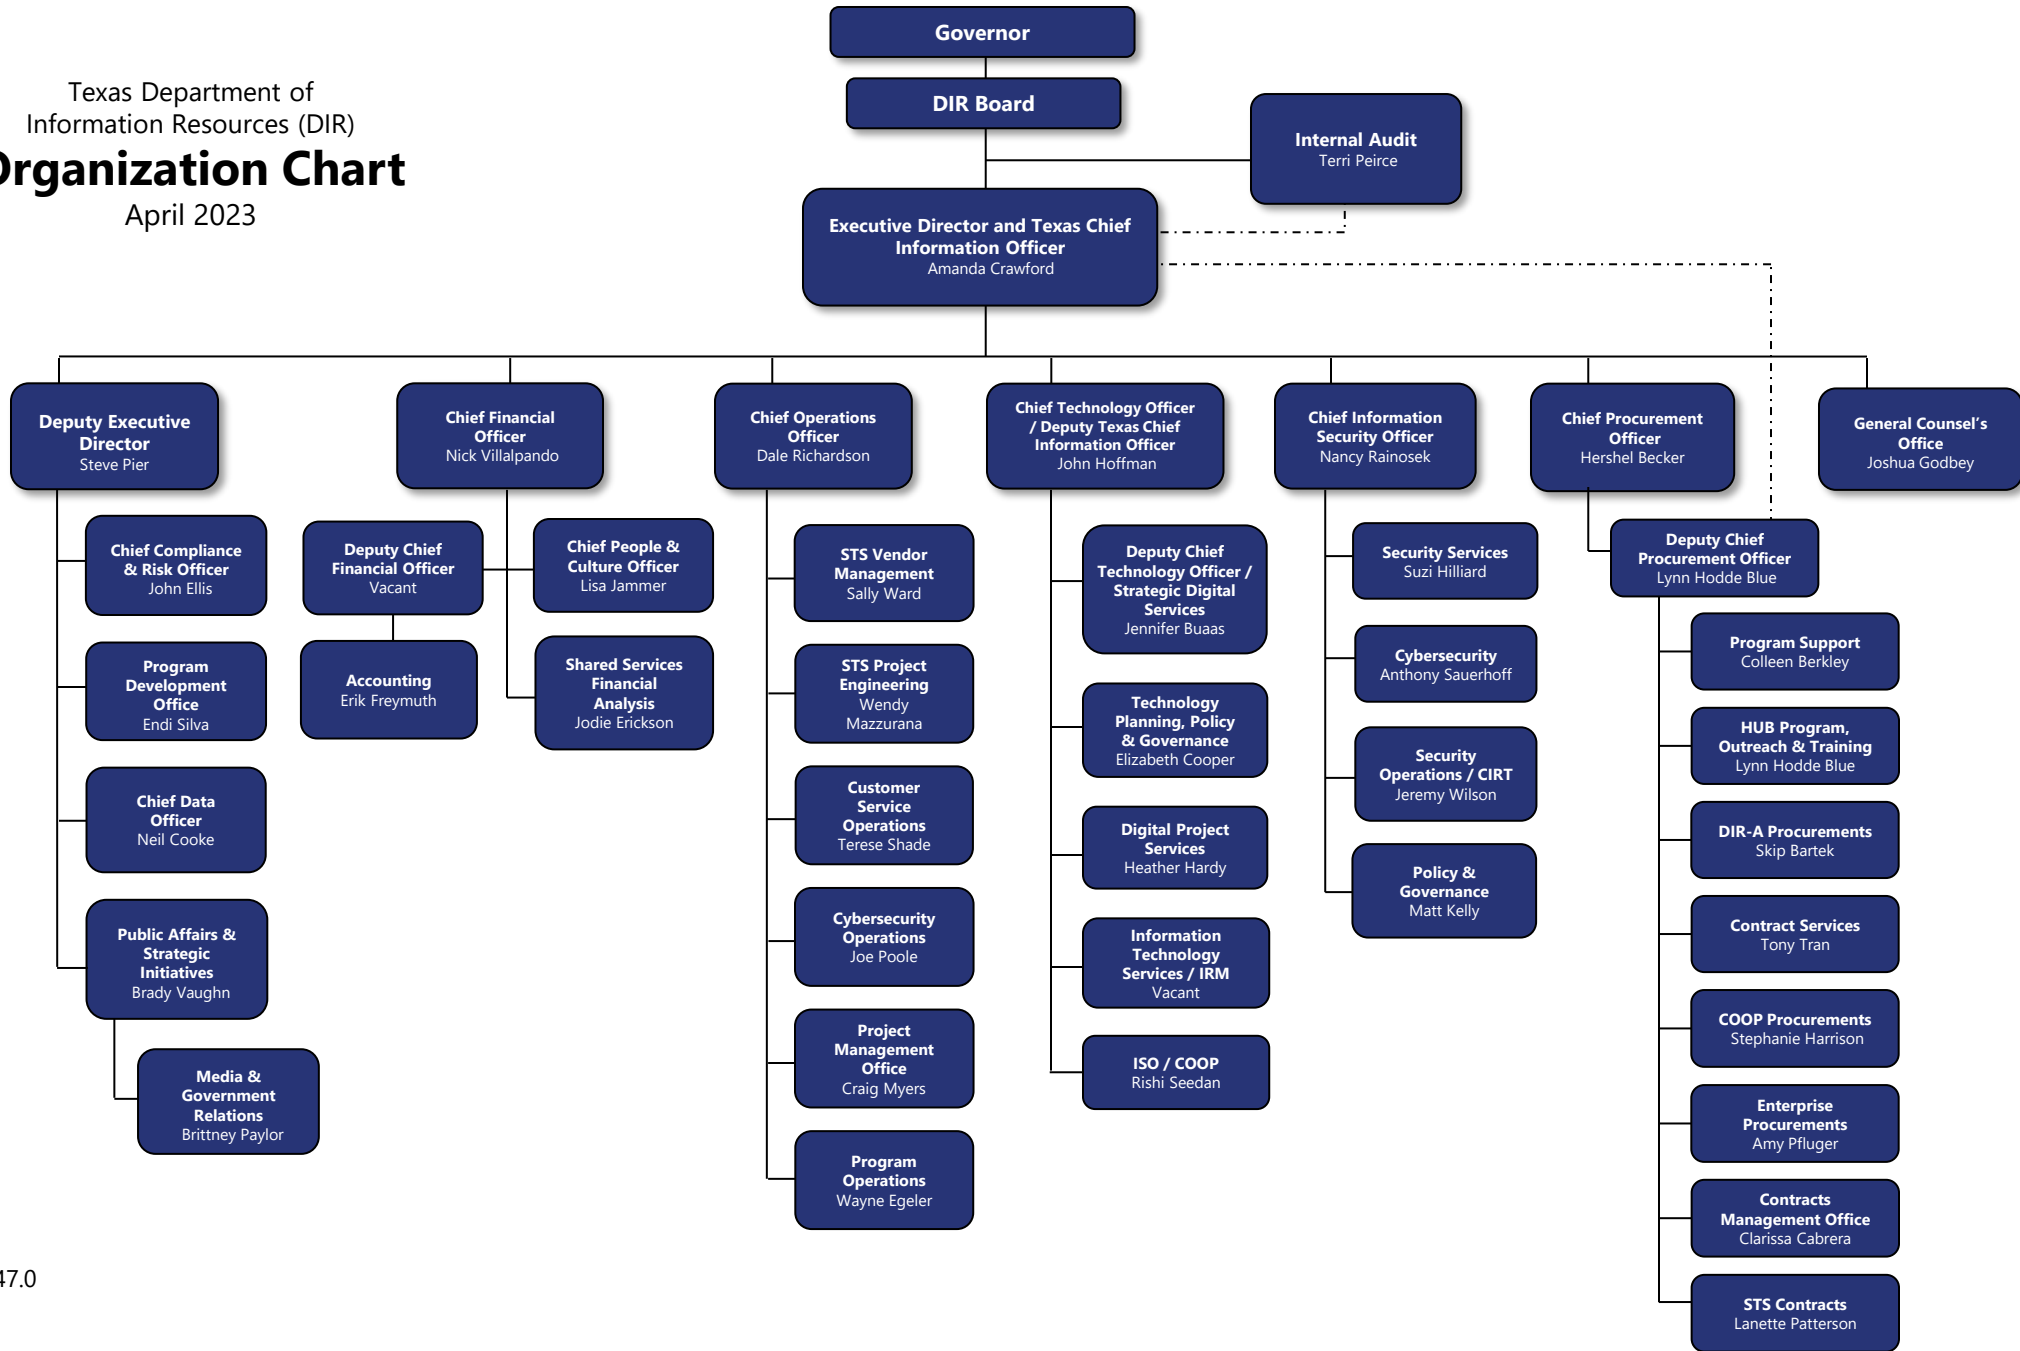 Governor
DIR Board
Texas Department of
Information Resources (DIR)
Organization Chart
April 2023
Internal Audit
Terri Peirce
Executive Director and Texas Chief
Information Officer
Amanda Crawford
Deputy Executive
Director
Steve Pier
Chief Financial
Officer
Nick Villalpando
Chief Operations
Officer
Dale Richardson
Chief Technology Officer
/ Deputy Texas Chief
Information Officer
John Hoffman
Chief Information
Security Officer
Nancy Rainosek
Chief Procurement
Officer
Hershel Becker
General Counsel's
Office
Joshua Godbey
Chief Compliance
& Risk Officer
John Ellis
Program
Development
Office
Endi Silva
Chief Data
Officer
Neil Cooke
Public Affairs &
Strategic
Initiatives
Brady Vaughn
Media &
Government
Relations
Brittney Paylor
Deputy Chief
Financial Officer
Vacant
Accounting
Erik Freymuth
Chief People &
Culture Officer
Lisa Jammer
Shared Services
Financial
Analysis
Jodie Erickson
STS Vendor
Management
Sally Ward
STS Project
Engineering
Wendy
Mazzurana
Customer
Service
Operations
Terese Shade
Cybersecurity
Operations
Joe Poole
Project
Management
Office
Craig Myers
Program
Operations
Wayne Egeler
Deputy Chief
Technology Officer /
Strategic Digital
Services
Jennifer Buaas
Technology
Planning, Policy
& Governance
Elizabeth Cooper
Digital Project
Services
Heather Hardy
Information
Technology
Services / IRM
Vacant
ISO / COOP
Rishi Seedan
Security Services
Suzi Hilliard
Cybersecurity
Anthony Sauerhoff
Security
Operations / CIRT
Jeremy Wilson
Policy &
Governance
Matt Kelly
Deputy Chief
Procurement Officer
Lynn Hodde Blue
Program Support
Colleen Berkley
HUB Program,
Outreach & Training
Lynn Hodde Blue
DIR-A Procurements
Skip Bartek
Contract Services
Tony Tran
COOP Procurements
Stephanie Harrison
Enterprise
Procurements
Amy Pfluger
Contracts
Management Office
Clarissa Cabrera
STS Contracts
Lanette Patterson
47.0